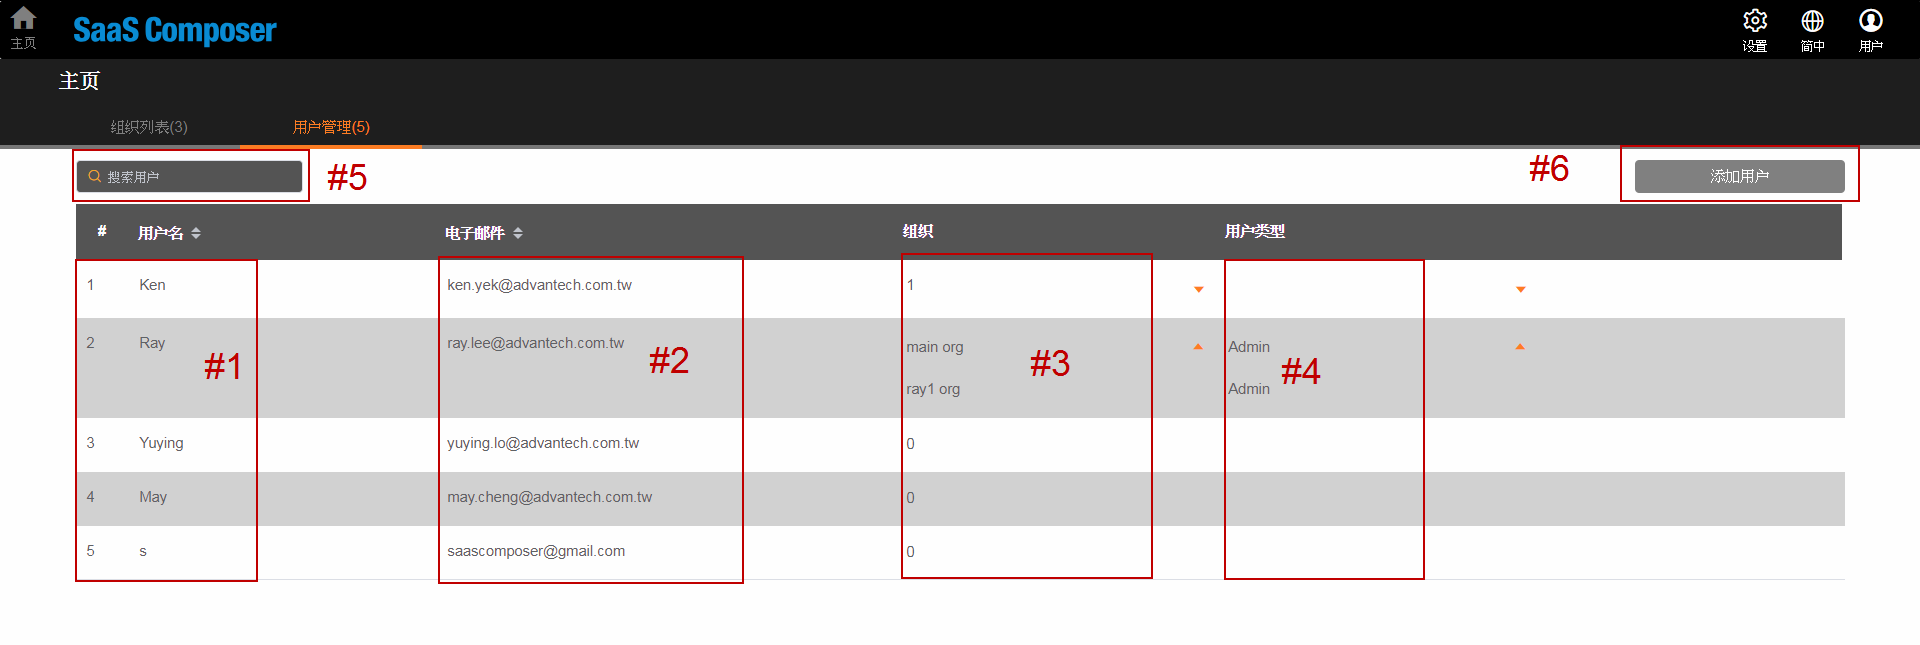 主页
SaaS Composer
设置
简中
用户
主页
组织列表(3)
用户管理(5)
搜索用户
#5
#6
添加用户
# 用户名 电子邮件 组织 用户类型
1 Ken ken.yek@advantech.com.tw 1
2 Ray ray.lee@advantech.com.tw main org Admin
ray1 org Admin
#1 #2 #3 #4
3 Yuying yuying.lo@advantech.com.tw 0
4 May may.cheng@advantech.com.tw 0
5 s saascomposer@gmail.com 0